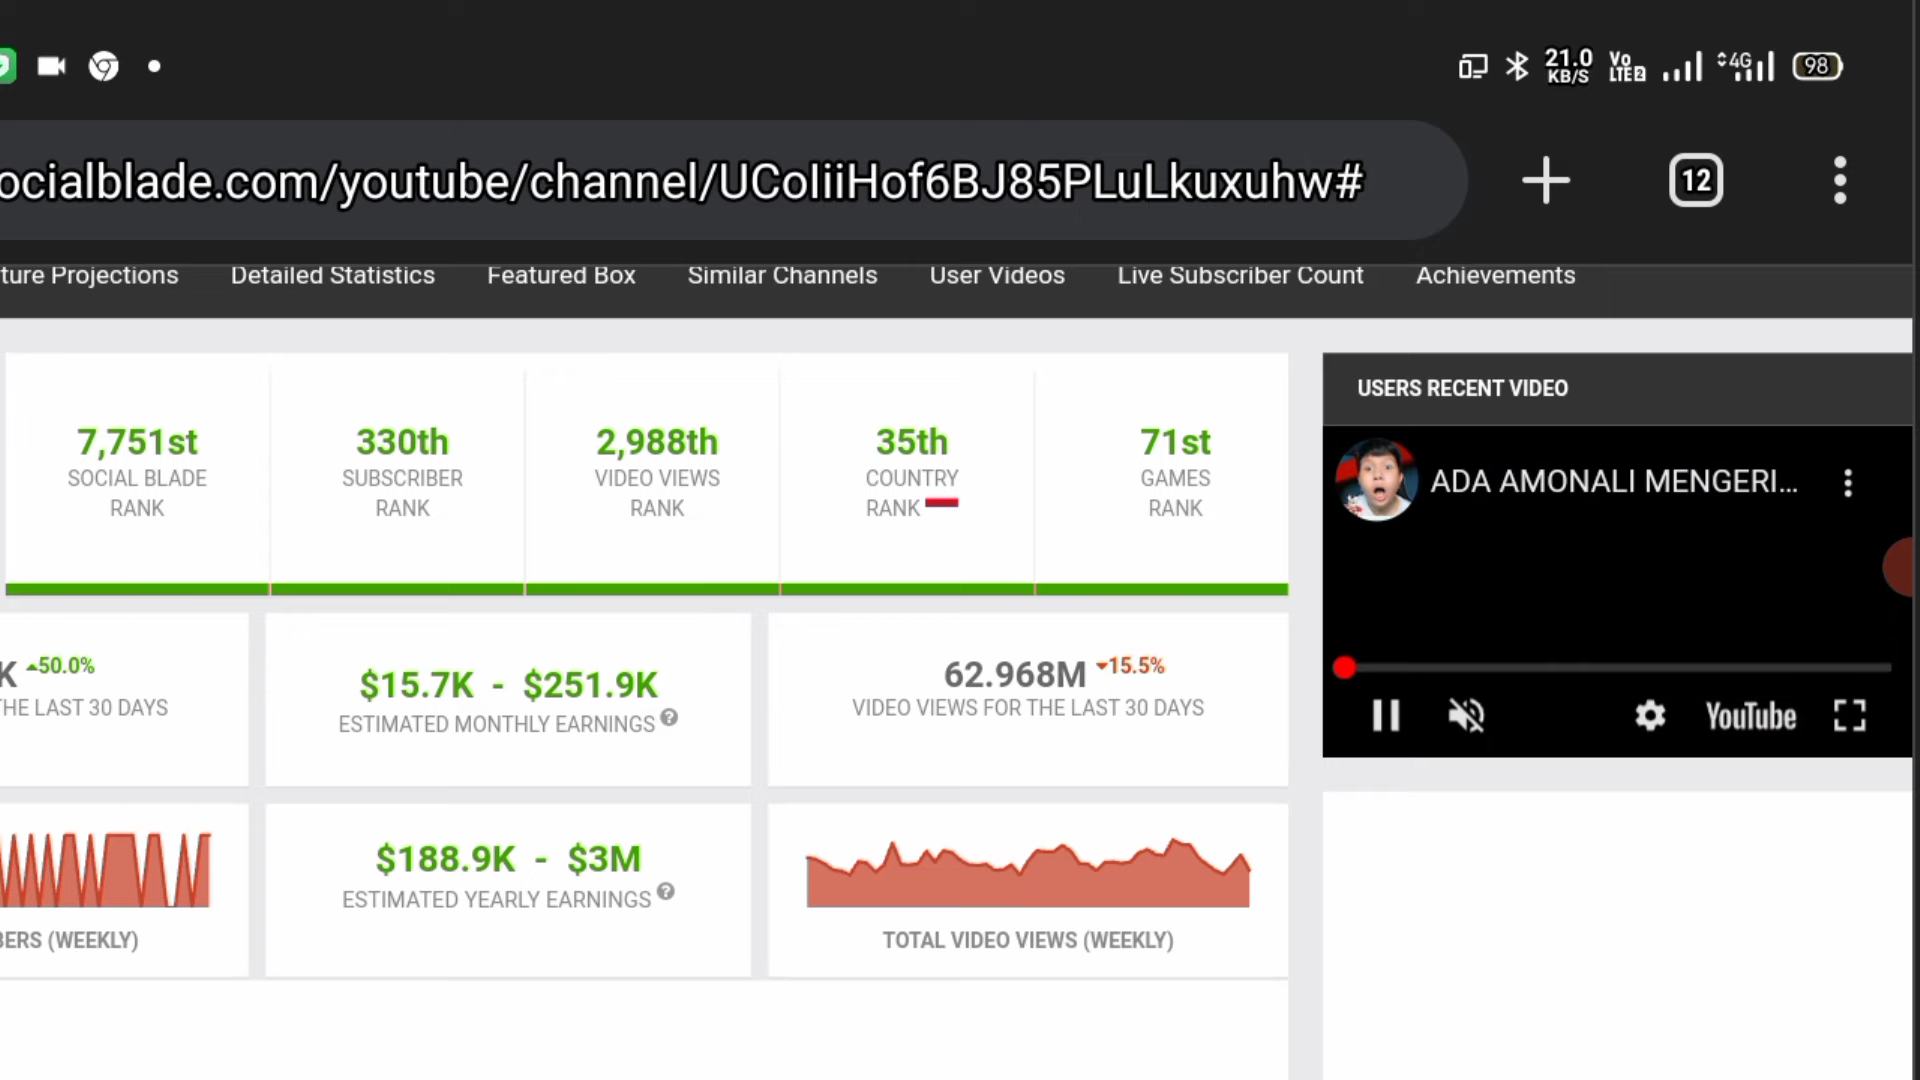 21.0
KB/S
Vo
LTE2
4G
98
ocialblade.com/youtube/channel/UCoIiiHof6BJ85PLuLkuxuhw#
12
ture Projections
Detailed Statistics
Featured Box
Similar Channels
User Videos
Live Subscriber Count
Achievements
7,751st
SOCIAL BLADE
RANK
330th
SUBSCRIBER
RANK
2,988th
VIDEO VIEWS
RANK
35th
COUNTRY
RANK
71st
GAMES
RANK
USERS RECENT VIDEO
ADA AMONALI MENGERI...
YouTube
K 50.0%
HE LAST 30 DAYS
$15.7K - $251.9K
ESTIMATED MONTHLY EARNINGS ?
62.968M 15.5%
VIDEO VIEWS FOR THE LAST 30 DAYS
BERS (WEEKLY)
$188.9K - $3M
ESTIMATED YEARLY EARNINGS ?
TOTAL VIDEO VIEWS (WEEKLY)